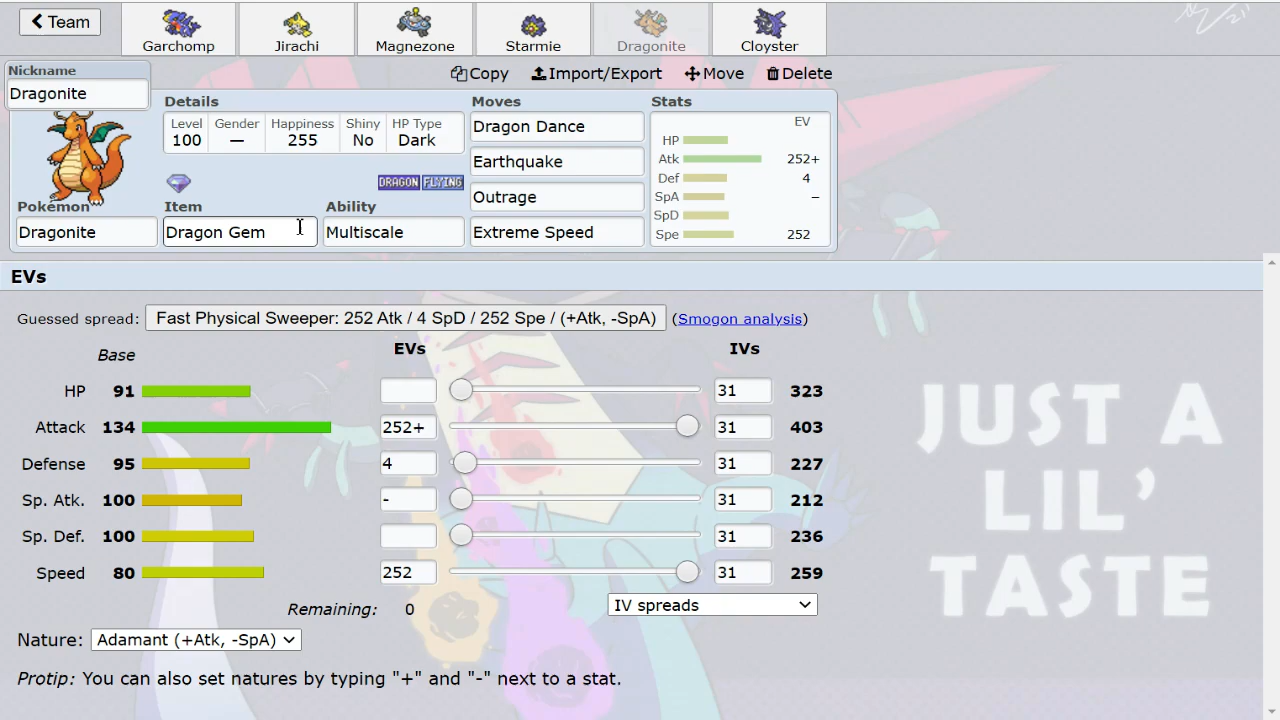 Team
Garchomp
Jirachi
Magnezone
Starmie
Dragonite
Cloyster
Copy
Import/Export
Move
Delete
Nickname
Dragonite
Details
Level
100
Gender
—
Happiness
255
Shiny
No
HP Type
Dark
DRAGON FLYING
Pokémon
Dragonite
Item
Dragon Gem
Ability
Multiscale
Moves
Dragon Dance
Earthquake
Outrage
Extreme Speed
Stats
EV
HP
Atk 252+
Def 4
SpA –
SpD
Spe 252
EVs
Guessed spread: Fast Physical Sweeper: 252 Atk / 4 SpD / 252 Spe / (+Atk, -SpA) (Smogon analysis)
Base EVs IVs
HP 91 31 323
Attack 134 252+ 31 403
Defense 95 4 31 227
Sp. Atk. 100 - 31 212
Sp. Def. 100 31 236
Speed 80 252 31 259
Remaining: 0 IV spreads
Nature: Adamant (+Atk, -SpA)
Protip: You can also set natures by typing "+" and "-" next to a stat.
JUST A
LIL'
TASTE